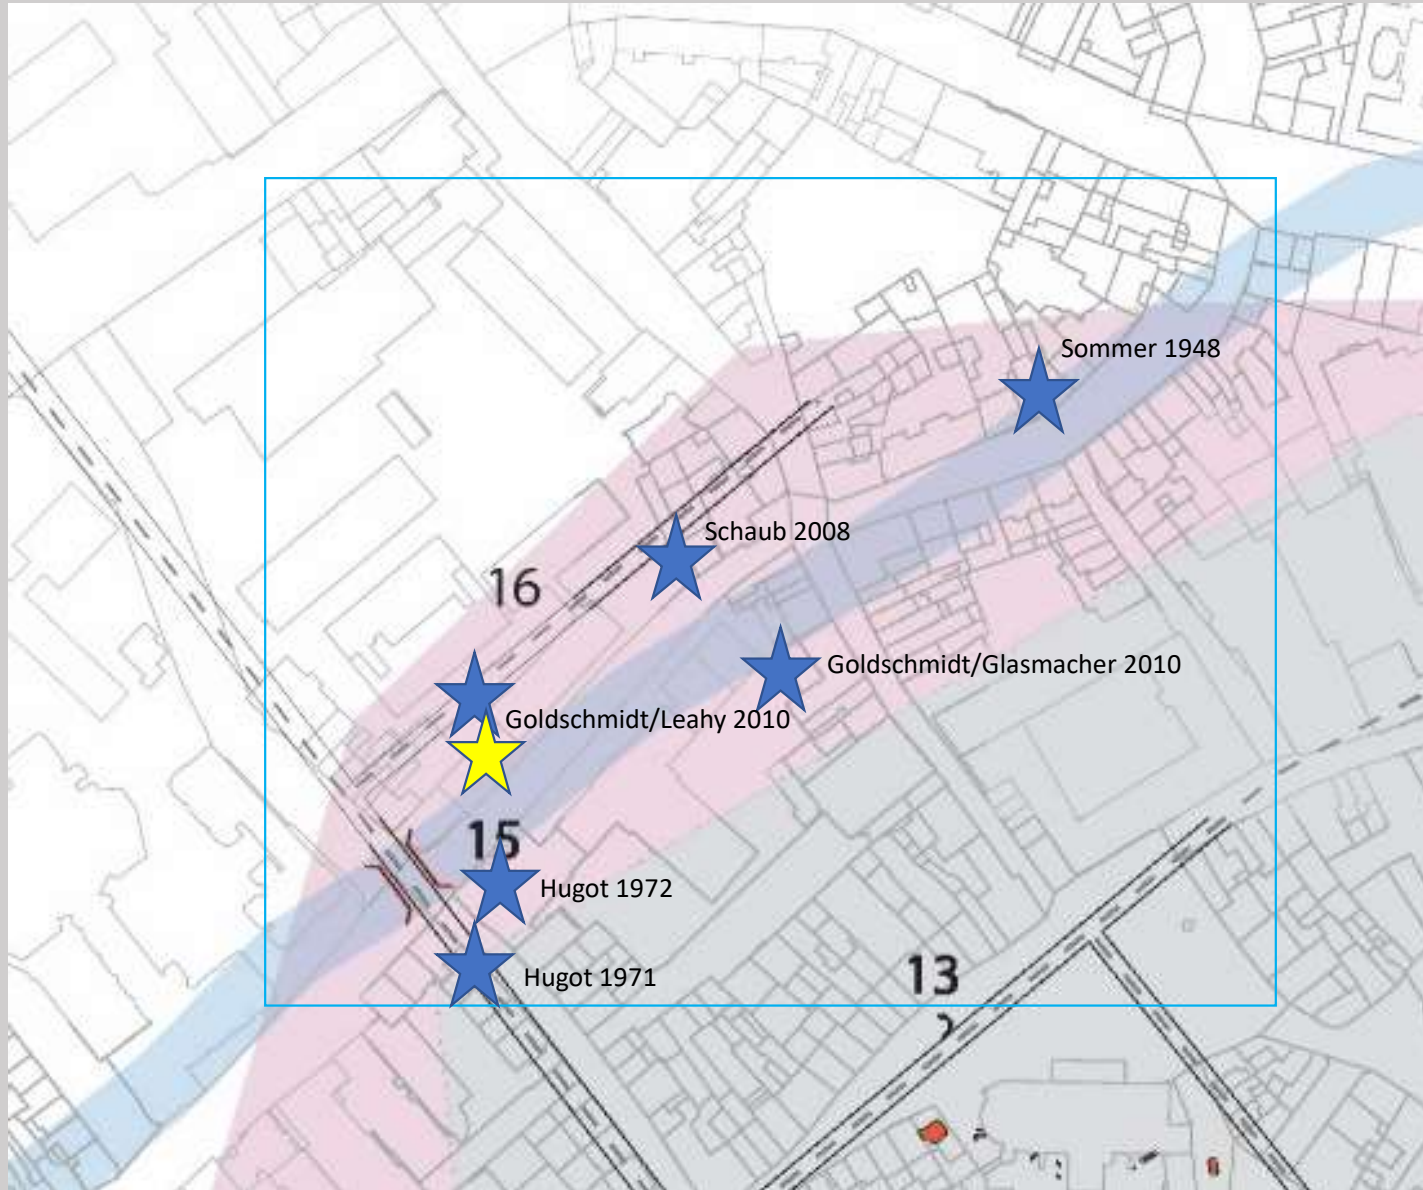 Sommer 1948
Schaub 2008
16
Goldschmidt/Glasmacher 2010
Goldschmidt/Leahy 2010
15
Hugot 1972
Hugot 1971
13